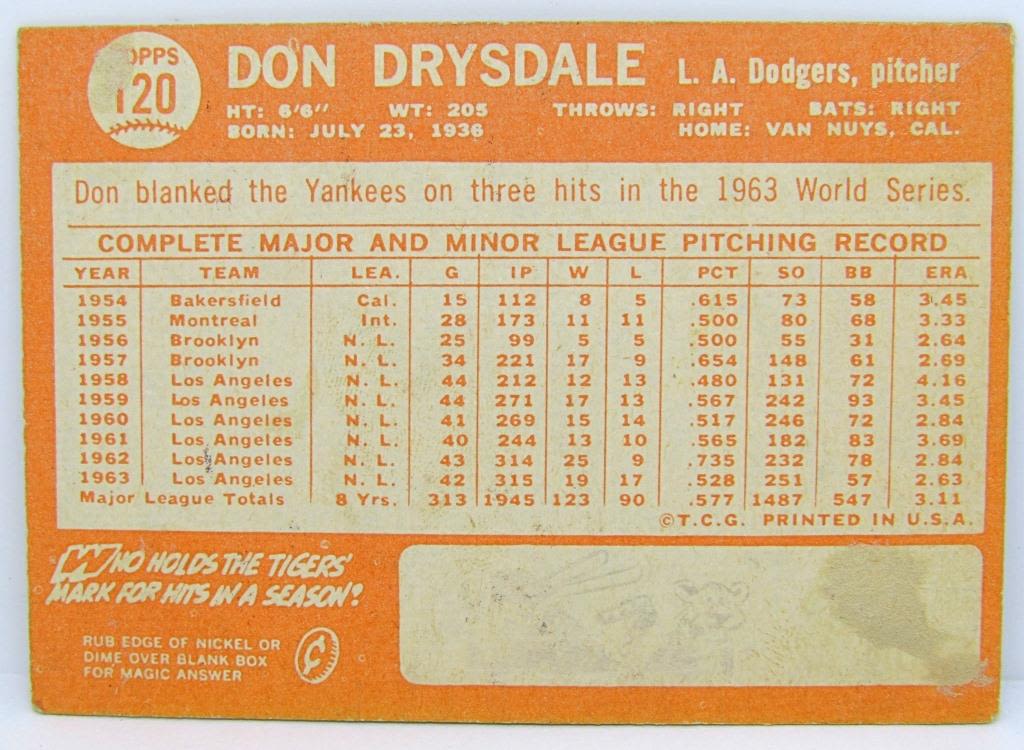 OPPS
120
DON DRYSDALE L. A. Dodgers, pitcher
HT: 6'6" WT: 205 THROWS: RIGHT BATS: RIGHT
BORN: JULY 23, 1936 HOME: VAN NUYS, CAL.
Don blanked the Yankees on three hits in the 1963 World Series.
COMPLETE MAJOR AND MINOR LEAGUE PITCHING RECORD
YEAR TEAM LEA. G IP W L PCT SO BB ERA
1954 Bakersfield Cal. 15 112 8 5 .615 73 58 3.45
1955 Montreal Int. 28 173 11 11 .500 80 68 3.33
1956 Brooklyn N. L. 25 99 5 5 .500 55 31 2.64
1957 Brooklyn N. L. 34 221 17 9 .654 148 61 2.69
1958 Los Angeles N. L. 44 212 12 13 .480 131 72 4.16
1959 Los Angeles N. L. 44 271 17 13 .567 242 93 3.45
1960 Los Angeles N. L. 41 269 15 14 .517 246 72 2.84
1961 Los Angeles N. L. 40 244 13 10 .565 182 83 3.69
1962 Los Angeles N. L. 43 314 25 9 .735 232 78 2.84
1963 Los Angeles N. L. 42 315 19 17 .528 251 57 2.63
Major League Totals 8 Yrs. 313 1945 123 90 .577 1487 547 3.11
©T.C.G. PRINTED IN U.S.A.
WHO HOLDS THE TIGERS'
MARK FOR HITS IN A SEASON?
RUB EDGE OF NICKEL OR
DIME OVER BLANK BOX
FOR MAGIC ANSWER